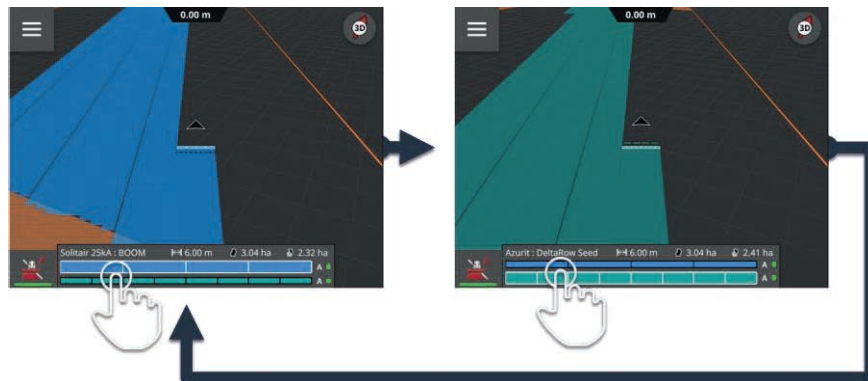 0.00 m
3D
Solitair 25kA : BOOM 6.00 m 3.04 ha 2.32 ha
A
A
0.00 m
3D
Azurit : DeltaRow Seed 6.00 m 3.04 ha 2.41 ha
A
A